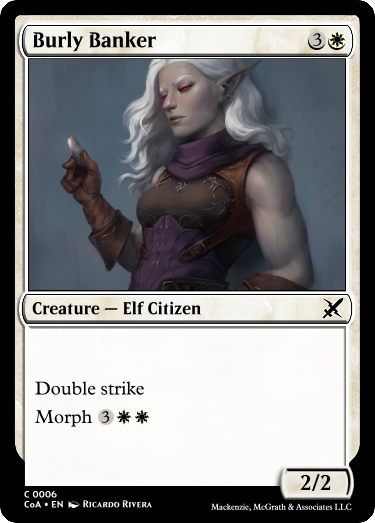 Burly Banker 3
Creature — Elf Citizen
Double strike
Morph 3
2/2
C 0006
CoA • EN Ricardo Rivera
Mackenzie, McGrath & Associates LLC